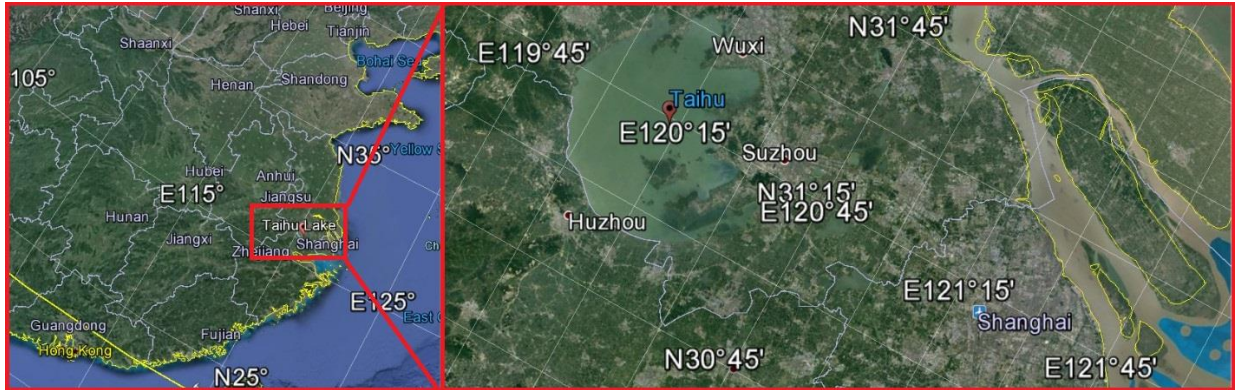 Shanxi
Hebei
Beijing
Tianjin
Shaanxi
Bohai Sea
105°
Henan
Shandong
N35°
Yellow S
Hubei
Anhui
E115°
Jiangsu
Hunan
Taihu Lake
Jiangxi
Zhejiang
Shanghai
E125°
East C
Guangdong
Fujian
Hong Kong
N25°
E119°45'
Wuxi
N31°45'
Taihu
E120°15'
Suzhou
N31°15'
E120°45'
Huzhou
E121°15'
Shanghai
N30°45'
E121°45'